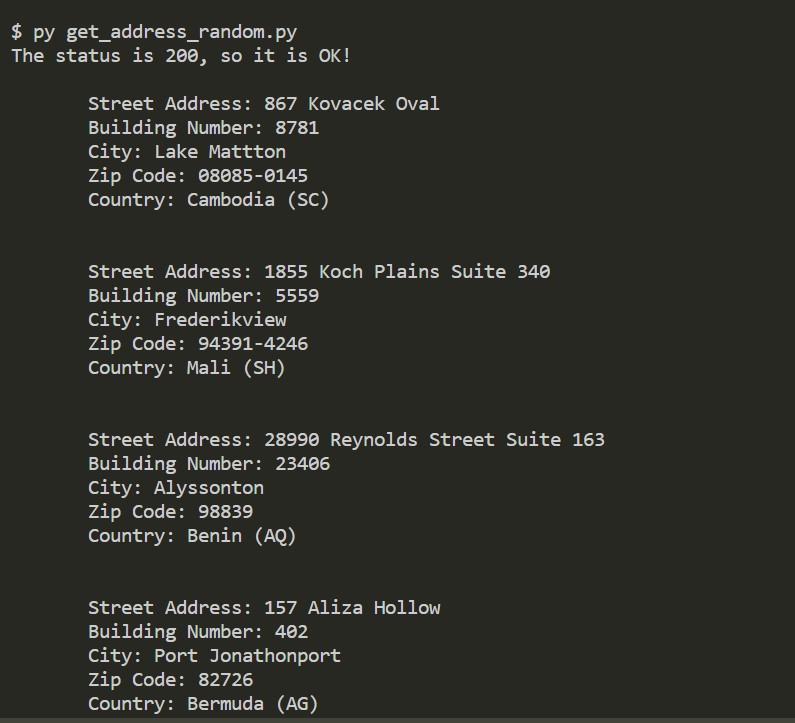 $ py get_address_random.py
The status is 200, so it is OK!
Street Address: 867 Kovacek Oval
Building Number: 8781
City: Lake Mattton
Zip Code: 08085-0145
Country: Cambodia (SC)
Street Address: 1855 Koch Plains Suite 340
Building Number: 5559
City: Frederikview
Zip Code: 94391-4246
Country: Mali (SH)
Street Address: 28990 Reynolds Street Suite 163
Building Number: 23406
City: Alyssonton
Zip Code: 98839
Country: Benin (AQ)
Street Address: 157 Aliza Hollow
Building Number: 402
City: Port Jonathonport
Zip Code: 82726
Country: Bermuda (AG)